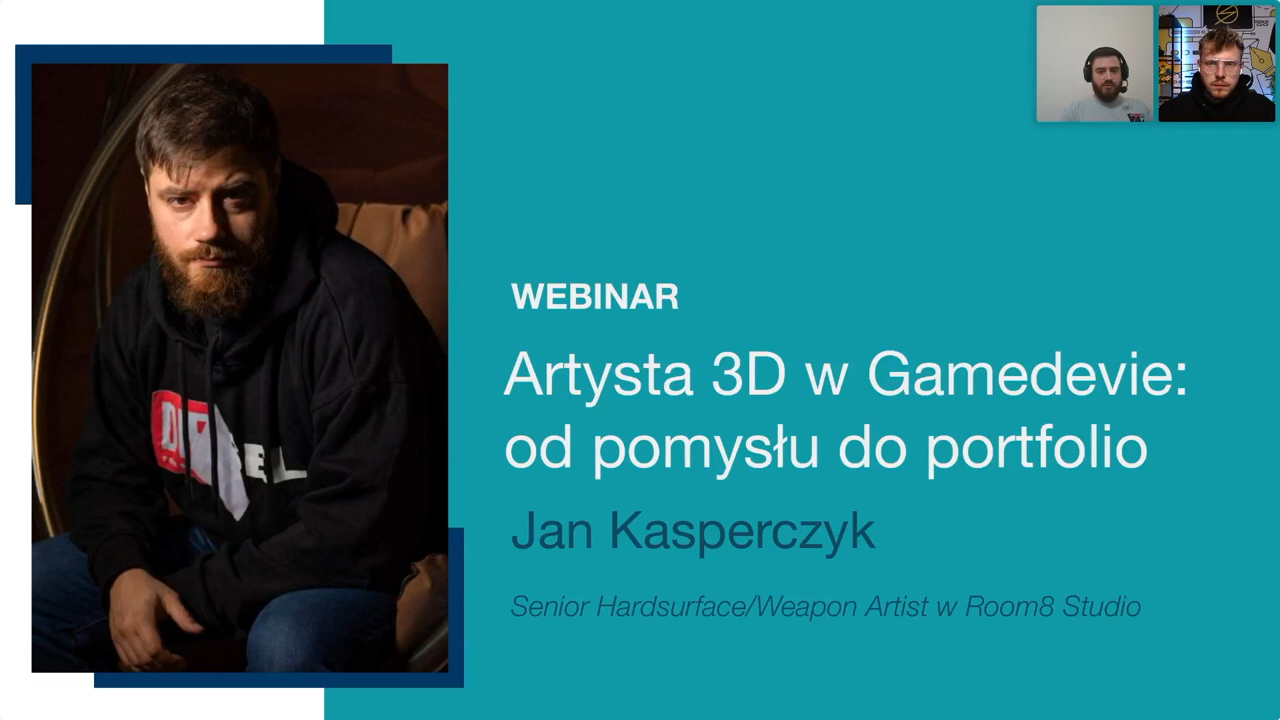 WEBINAR
Artysta 3D w Gamedevie:
od pomysłu do portfolio
Jan Kasperczyk
Senior Hardsurface/Weapon Artist w Room8 Studio